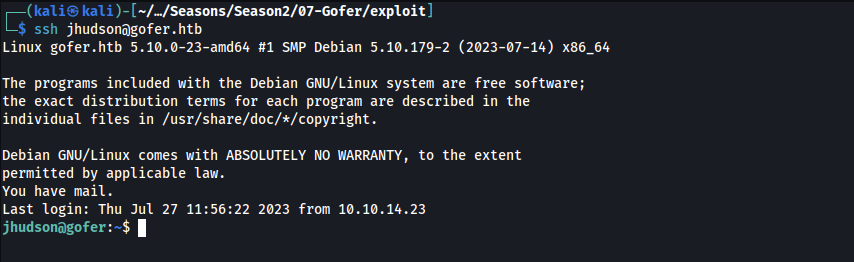 (kali㉿kali)-[~/…/Seasons/Season2/07-Gofer/exploit]
$ ssh jhudson@gofer.htb
Linux gofer.htb 5.10.0-23-amd64 #1 SMP Debian 5.10.179-2 (2023-07-14) x86_64
The programs included with the Debian GNU/Linux system are free software;
the exact distribution terms for each program are described in the
individual files in /usr/share/doc/*/copyright.
Debian GNU/Linux comes with ABSOLUTELY NO WARRANTY, to the extent
permitted by applicable law.
You have mail.
Last login: Thu Jul 27 11:56:22 2023 from 10.10.14.23
jhudson@gofer:~$